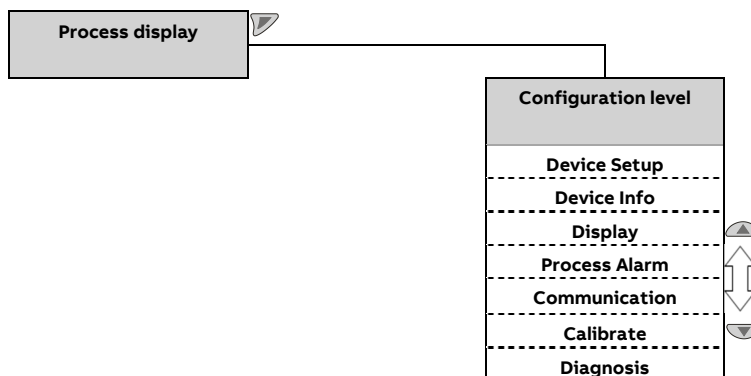 Process display
Configuration level
Device Setup
Device Info
Display
Process Alarm
Communication
Calibrate
Diagnosis